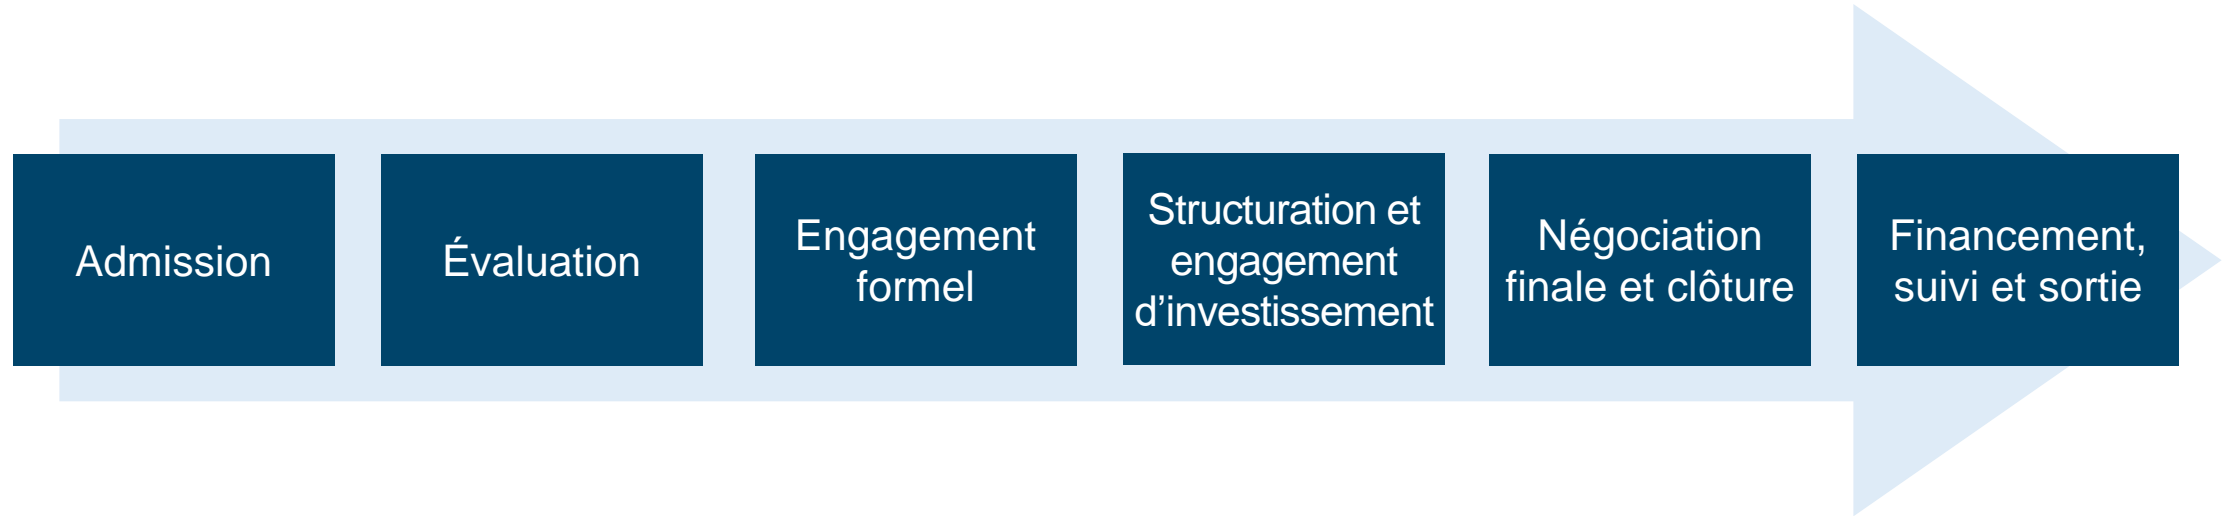 Admission
Évaluation
Engagement
formel
Structuration et
engagement
d’investissement
Négociation
finale et clôture
Financement,
suivi et sortie